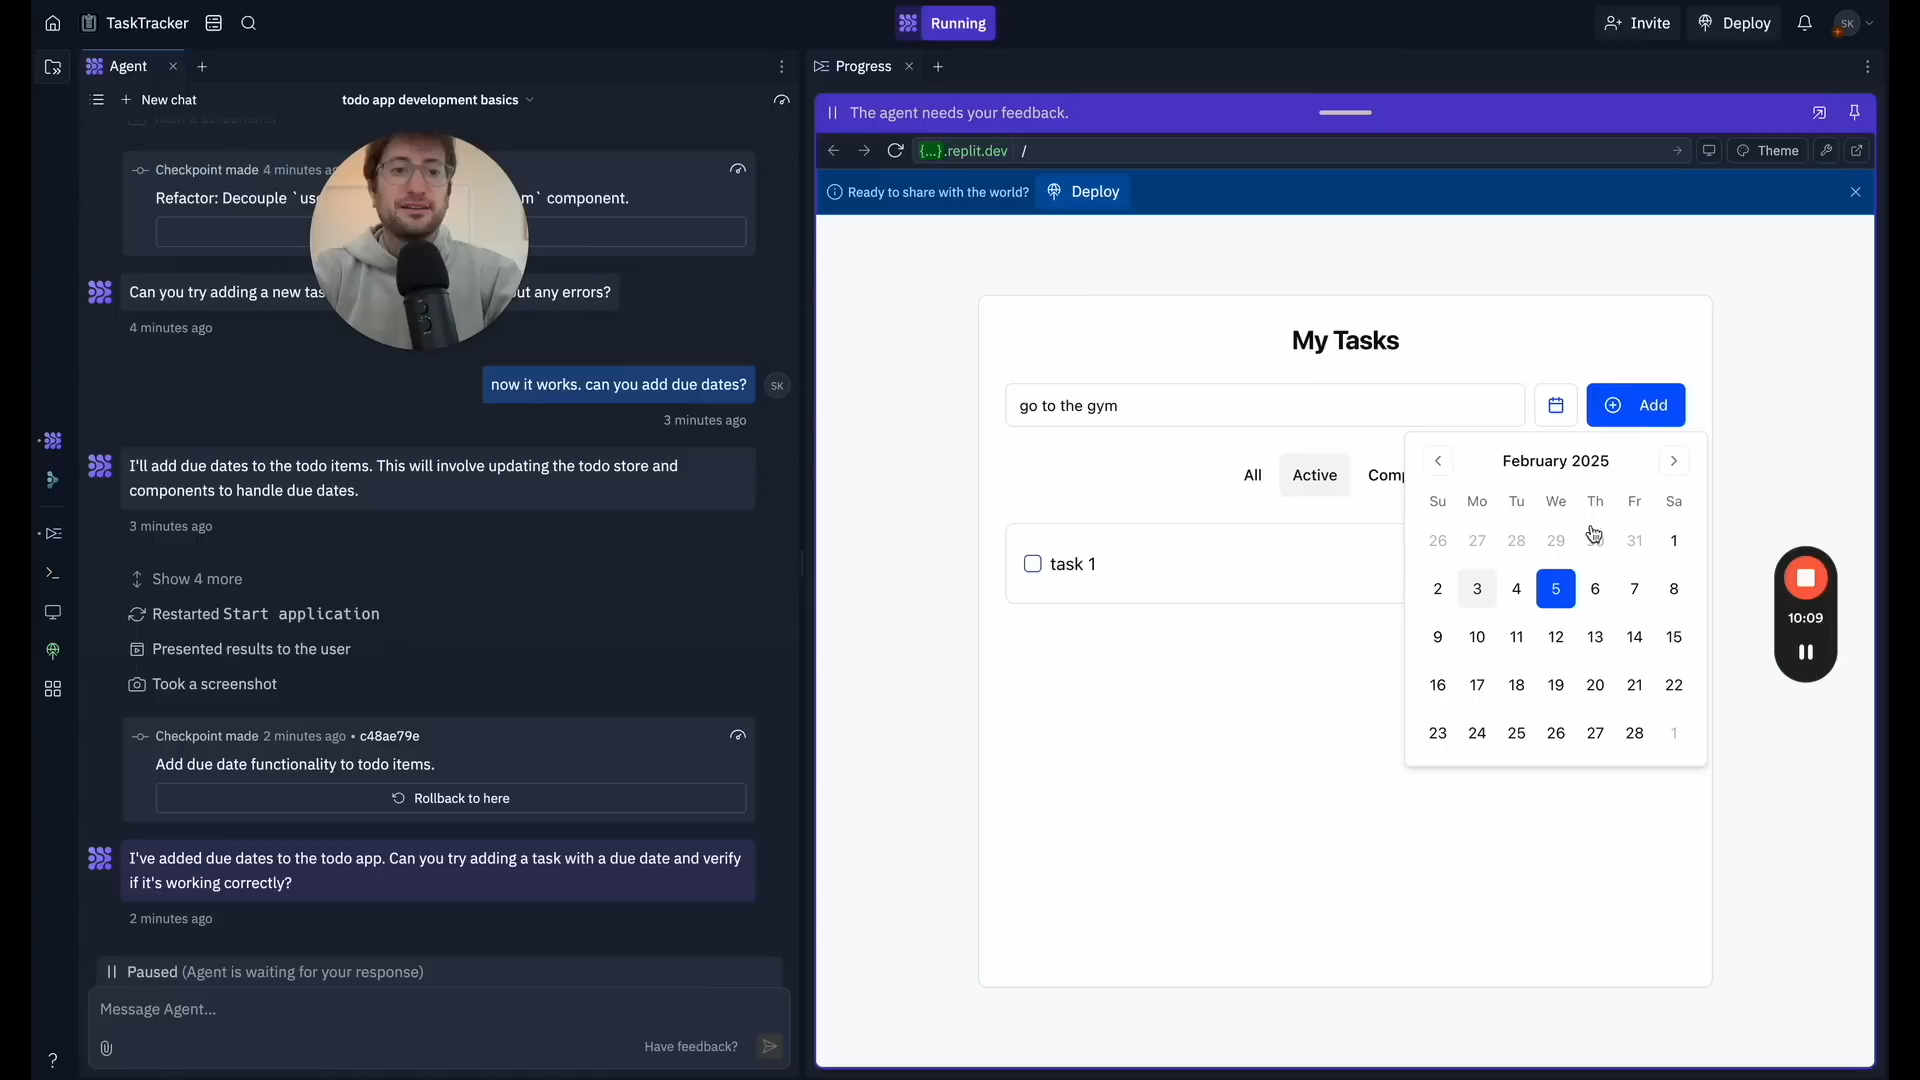 TaskTracker
Running
Invite
Deploy
SK
Agent
Progress
New chat
todo app development basics
The agent needs your feedback.
{...}.replit.dev /
Theme
Ready to share with the world?
Deploy
Took a screenshot
Checkpoint made 4 minutes
Refactor: Decouple `
` component.
Can you try adding a new
any errors?
4 minutes ago
now it works. can you add due dates?
SK
3 minutes ago
I'll add due dates to the todo items. This will involve updating the todo store and
components to handle due dates.
3 minutes ago
Show 4 more
Restarted Start application
Presented results to the user
Took a screenshot
Checkpoint made 2 minutes ago • c48ae79e
Add due date functionality to todo items.
Rollback to here
I've added due dates to the todo app. Can you try adding a task with a due date and verify
if it's working correctly?
2 minutes ago
Paused (Agent is waiting for your response)
Message Agent...
Have feedback?
?
My Tasks
go to the gym
Add
All
Active
task 1
February 2025
Su Mo Tu We Th Fr Sa
26 27 28 29 31 1
2 3 4 5 6 7 8
9 10 11 12 13 14 15
16 17 18 19 20 21 22
23 24 25 26 27 28 1
10:09